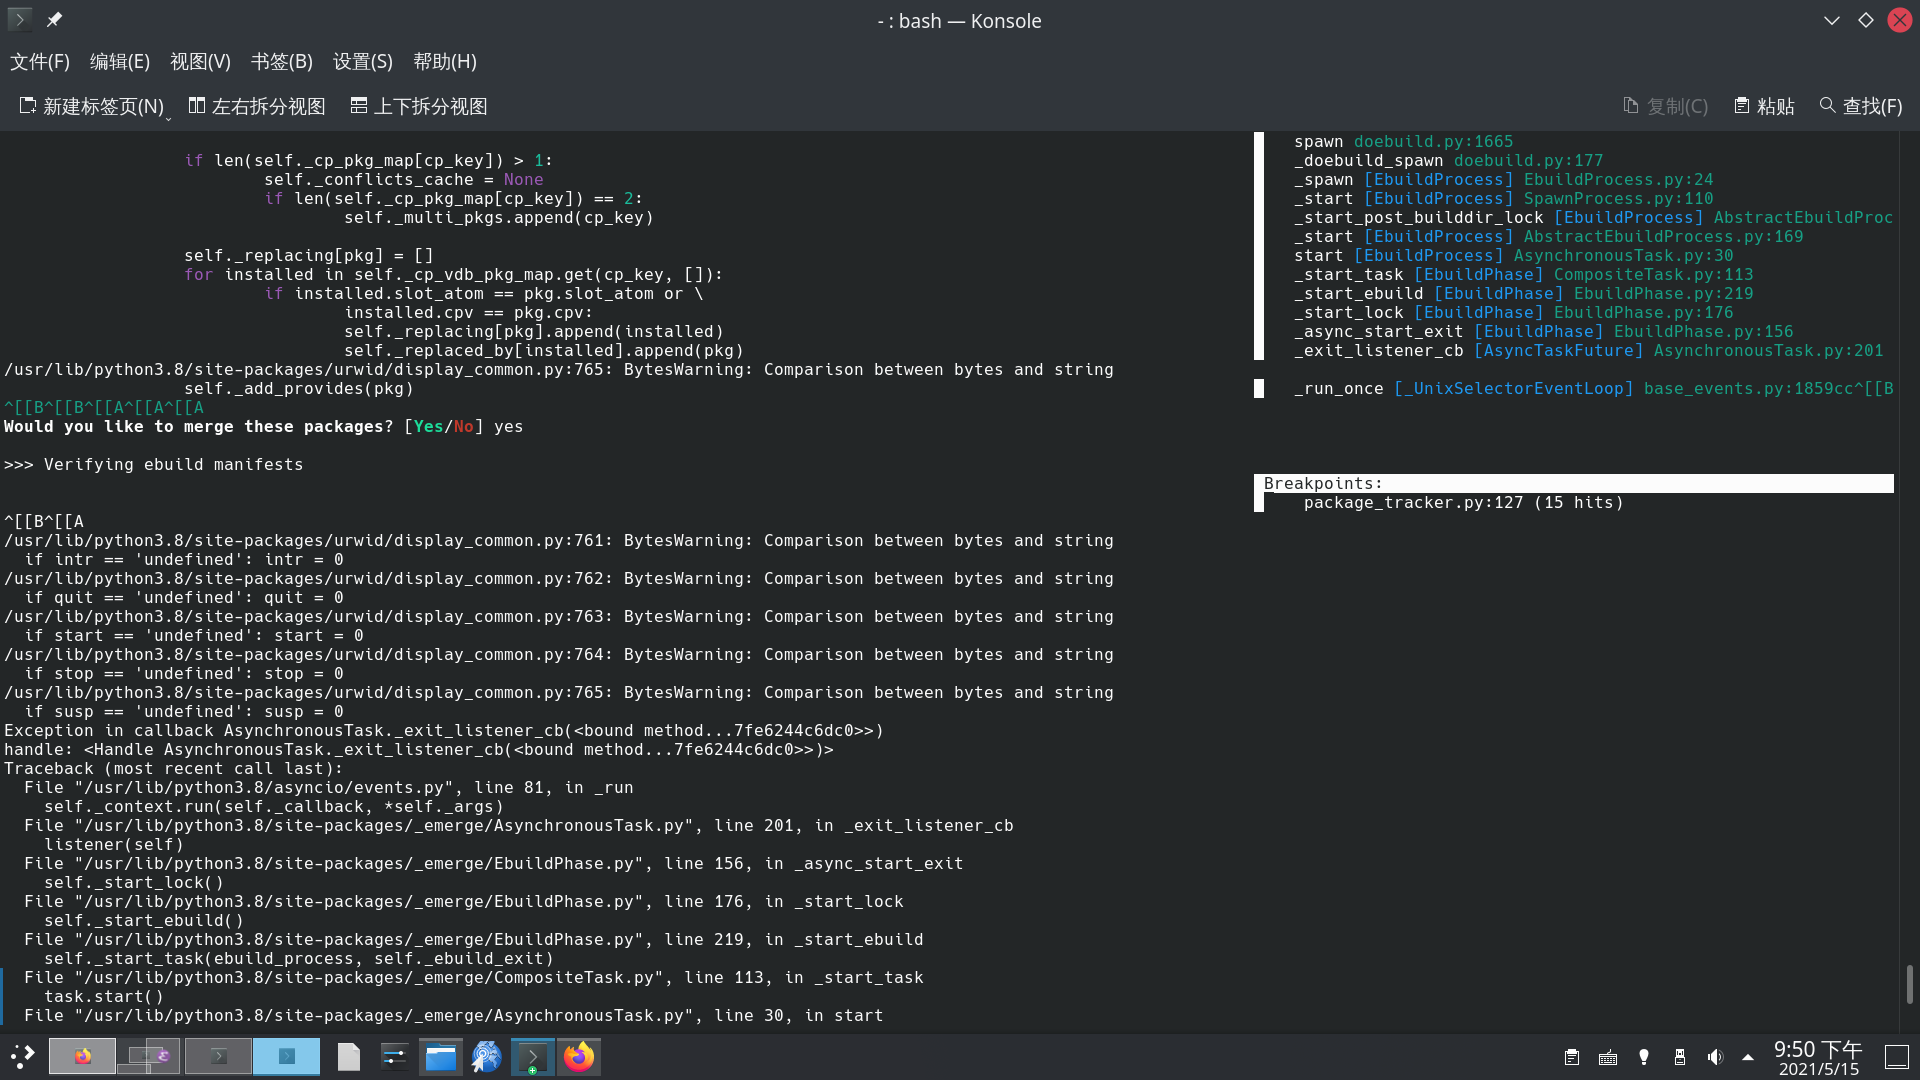 - : bash — Konsole
文件(F) 编辑(E) 视图(V) 书签(B) 设置(S) 帮助(H)
新建标签页(N) 左右拆分视图 上下拆分视图 复制(C) 粘贴 查找(F)
if len(self._cp_pkg_map[cp_key]) > 1:
self._conflicts_cache = None
if len(self._cp_pkg_map[cp_key]) == 2:
self._multi_pkgs.append(cp_key)
self._replacing[pkg] = []
for installed in self._cp_vdb_pkg_map.get(cp_key, []):
if installed.slot_atom == pkg.slot_atom or \
installed.cpv == pkg.cpv:
self._replacing[pkg].append(installed)
self._replaced_by[installed].append(pkg)
/usr/lib/python3.8/site-packages/urwid/display_common.py:765: BytesWarning: Comparison between bytes and string
self._add_provides(pkg)
^[[B^[[B^[[A^[[A^[[A
Would you like to merge these packages? [Yes/No] yes
>>> Verifying ebuild manifests
^[[B^[[A
/usr/lib/python3.8/site-packages/urwid/display_common.py:761: BytesWarning: Comparison between bytes and string
if intr == 'undefined': intr = 0
/usr/lib/python3.8/site-packages/urwid/display_common.py:762: BytesWarning: Comparison between bytes and string
if quit == 'undefined': quit = 0
/usr/lib/python3.8/site-packages/urwid/display_common.py:763: BytesWarning: Comparison between bytes and string
if start == 'undefined': start = 0
/usr/lib/python3.8/site-packages/urwid/display_common.py:764: BytesWarning: Comparison between bytes and string
if stop == 'undefined': stop = 0
/usr/lib/python3.8/site-packages/urwid/display_common.py:765: BytesWarning: Comparison between bytes and string
if susp == 'undefined': susp = 0
Exception in callback AsynchronousTask._exit_listener_cb(<bound method...7fe6244c6dc0>>)
handle: <Handle AsynchronousTask._exit_listener_cb(<bound method...7fe6244c6dc0>>)>
Traceback (most recent call last):
File "/usr/lib/python3.8/asyncio/events.py", line 81, in _run
self._context.run(self._callback, *self._args)
File "/usr/lib/python3.8/site-packages/_emerge/AsynchronousTask.py", line 201, in _exit_listener_cb
listener(self)
File "/usr/lib/python3.8/site-packages/_emerge/EbuildPhase.py", line 156, in _async_start_exit
self._start_lock()
File "/usr/lib/python3.8/site-packages/_emerge/EbuildPhase.py", line 176, in _start_lock
self._start_ebuild()
File "/usr/lib/python3.8/site-packages/_emerge/EbuildPhase.py", line 219, in _start_ebuild
self._start_task(ebuild_process, self._ebuild_exit)
File "/usr/lib/python3.8/site-packages/_emerge/CompositeTask.py", line 113, in _start_task
task.start()
File "/usr/lib/python3.8/site-packages/_emerge/AsynchronousTask.py", line 30, in start
spawn doebuild.py:1665
_doebuild_spawn doebuild.py:177
_spawn [EbuildProcess] EbuildProcess.py:24
_start [EbuildProcess] SpawnProcess.py:110
_start_post_builddir_lock [EbuildProcess] AbstractEbuildProc
_start [EbuildProcess] AbstractEbuildProcess.py:169
start [EbuildProcess] AsynchronousTask.py:30
_start_task [EbuildPhase] CompositeTask.py:113
_start_ebuild [EbuildPhase] EbuildPhase.py:219
_start_lock [EbuildPhase] EbuildPhase.py:176
_async_start_exit [EbuildPhase] EbuildPhase.py:156
_exit_listener_cb [AsyncTaskFuture] AsynchronousTask.py:201
_run_once [_UnixSelectorEventLoop] base_events.py:1859cc^[[B
Breakpoints:
package_tracker.py:127 (15 hits)
9:50 下午
2021/5/15